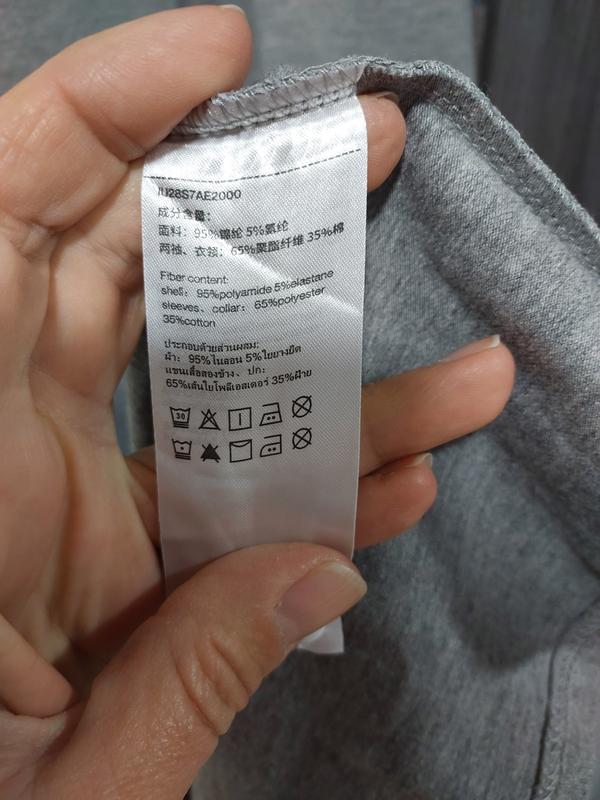 IU28S7AE2000
成分含量:
面料: 95%锦纶 5%氨纶
两袖、衣领: 65%聚酯纤维 35%棉
Fiber content:
shell: 95%polyamide 5%elastane
sleeves、collar: 65%polyester
35%cotton
ประกอบด้วยส่วนผสม:
ผ้า: 95%ไนลอน 5%ใยยางยืด
แขนเสื้อสองข้าง、ปก:
65%เส้นใยโพลีเอสเตอร์ 35%ฝ้าย
30